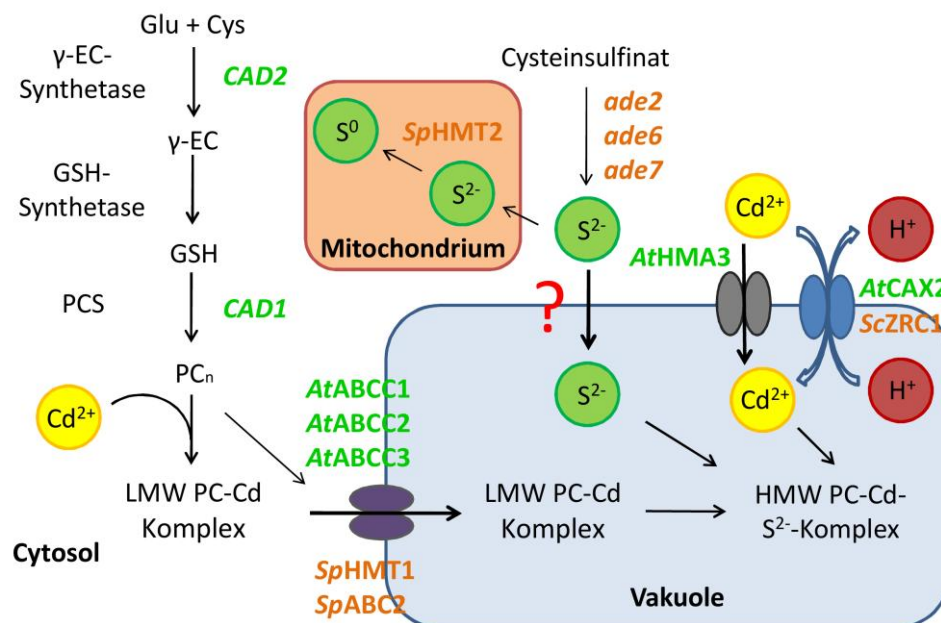 Glu + Cys
γ-EC-
Synthetase
CAD2
γ-EC
GSH-
Synthetase
GSH
PCS
CAD1
PCn
Cd2+
LMW PC-Cd
Komplex
Cytosol
Cysteinsulfinat
ade2
ade6
ade7
S0
SpHMT2
S2-
Mitochondrium
S2-
?
S2-
AtHMA3
Cd2+
H+
AtCAX2
ScZRC1
Cd2+
H+
AtABCC1
AtABCC2
AtABCC3
SpHMT1
SpABC2
LMW PC-Cd
Komplex
HMW PC-Cd-
S2--Komplex
Vakuole